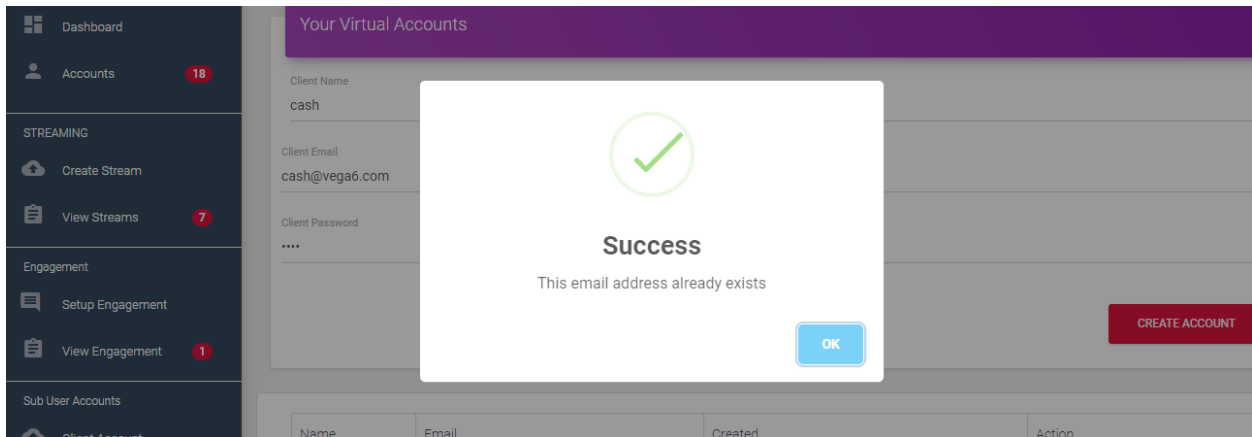 Dashboard
Accounts 18
STREAMING
Create Stream
View Streams 7
Engagement
Setup Engagement
View Engagement 1
Sub User Accounts
Client Account
Your Virtual Accounts
Client Name
cash
Client Email
cash@vega6.com
Client Password
••••
Success
This email address already exists
OK
CREATE ACCOUNT
Name Email Created Action